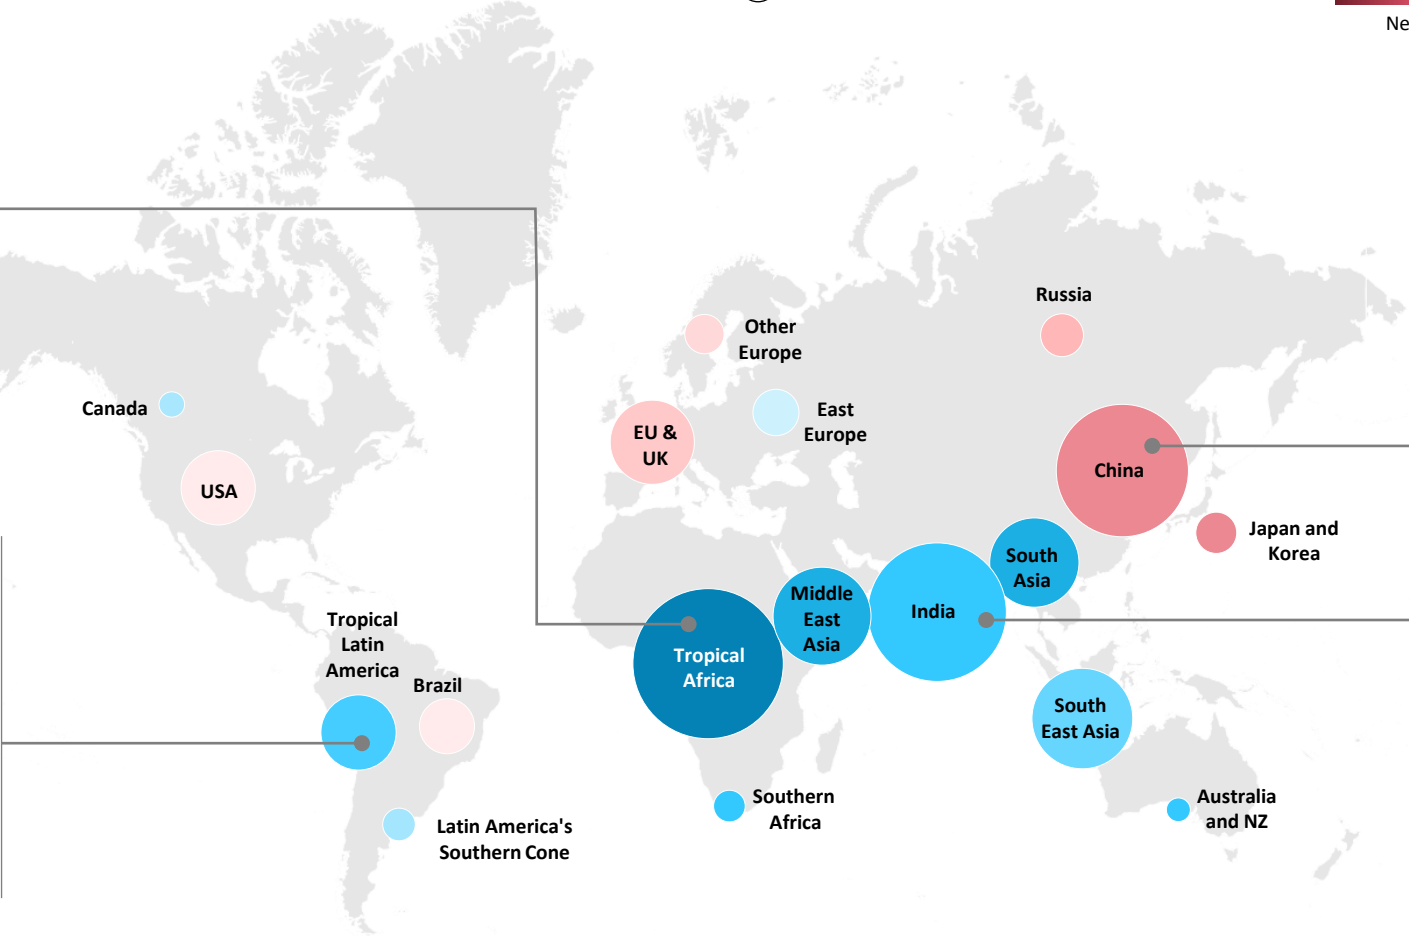 Ne
Russia
Other
Europe
Canada
East
Europe
EU &
UK
China
USA
Japan and
Korea
South
Asia
Middle
East
Asia
India
Tropical
Latin
America
Tropical
Africa
Brazil
South
East Asia
Southern
Africa
Australia
and NZ
Latin America's
Southern Cone